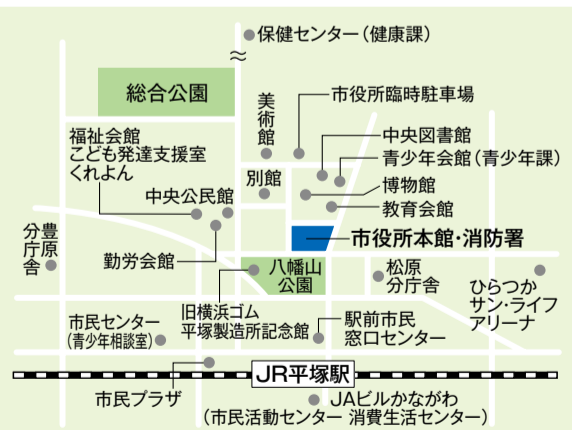 保健センター(健康課)
総合公園
美術館
市役所臨時駐車場
中央図書館
青少年会館(青少年課)
博物館
教育会館
別館
福祉会館
こども発達支援室
くれよん
中央公民館
勤労会館
豊原
分庁舎
市役所本館・消防署
八幡山
公園
松原
分庁舎
ひらつか
サン・ライフ
アリーナ
旧横浜ゴム
平塚製造所記念館
駅前市民
窓口センター
市民センター
(青少年相談室)
市民プラザ
JR平塚駅
JAビルかながわ
(市民活動センター 消費生活センター)